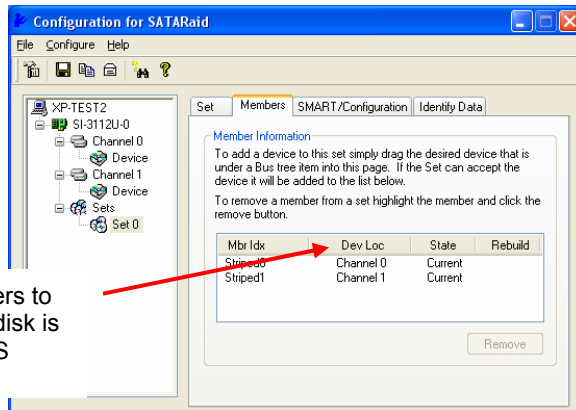 Configuration for SATARaid
File Configure Help
XP-TEST2
SI-3112U-0
Channel 0
Device
Channel 1
Device
Sets
Set 0
Set Members SMART/Configuration Identify Data
Member Information
To add a device to this set simply drag the desired device that is
under a Bus tree item into this page. If the Set can accept the
device it will be added to the list below.
To remove a member from a set highlight the member and click the
remove button.
Mbr Idx Dev Loc State Rebuild
Striped0 Channel 0 Current
Striped1 Channel 1 Current
Remove
ers to
disk is
S